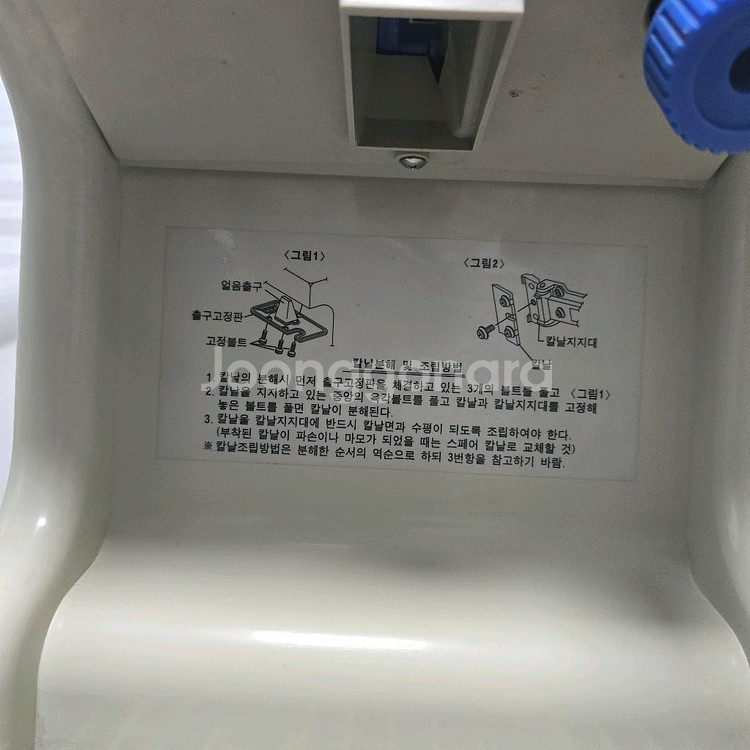 〈그림1〉
〈그림2〉
얼음출구
출구고정판
고정볼트
칼날지지대
칼날
칼날분해 및 조립방법
Joonggonara
1. 칼날의 분해시 먼저 출구고정판을 체결하고 있는 3개의 볼트를 풀고 〈그림1〉
2. 칼날을 지지하고 있는 중앙의 육각볼트를 풀고 칼날과 칼날지지대를 고정해
놓은 볼트를 풀면 칼날이 분해된다.
3. 칼날을 칼날지지대에 반드시 칼날면과 수평이 되도록 조립하여야 한다.
(부착된 칼날이 파손이나 마모가 되었을 때는 스페어 칼날로 교체할 것)
※ 칼날조립방법은 분해한 순서의 역순으로 하되 3번항을 참고하기 바람.